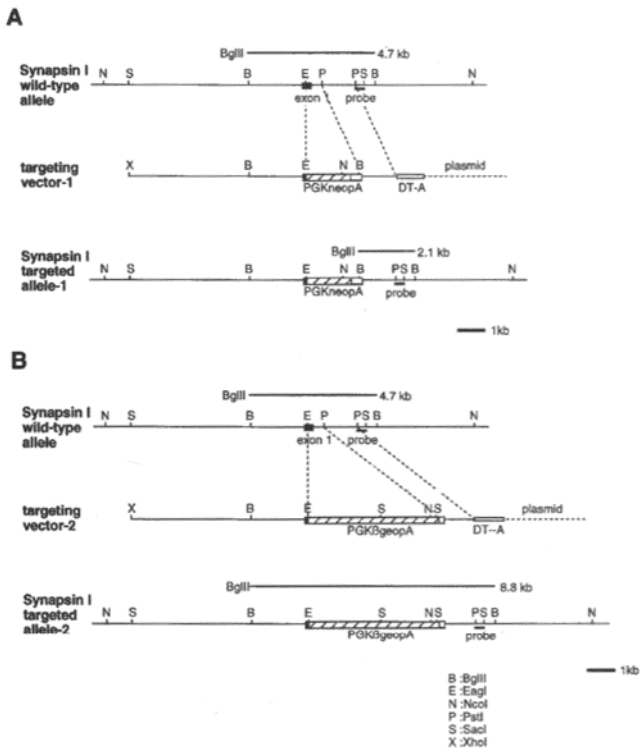 A
BglII 4.7 kb
Synapsin I
wild-type
allele
N S B E P PS B N
exon 1 probe
targeting
vector-1
X B E N B plasmid
PGKneopA DT-A
BglII 2.1 kb
Synapsin I
targeted
allele-1
N S B E N B PS B N
PGKneopA probe
1kb
B
BglII 4.7 kb
Synapsin I
wild-type
allele
N S B E P PS B N
exon 1 probe
targeting
vector-2
X B E S NS plasmid
PGKβgeopA DT--A
BglII 8.8 kb
Synapsin I
targeted
allele-2
N S B E S NS PS B N
PGKβgeopA probe
1kb
B :BglII
E :EagI
N :NcoI
P :PstI
S :SacI
X :XhoI